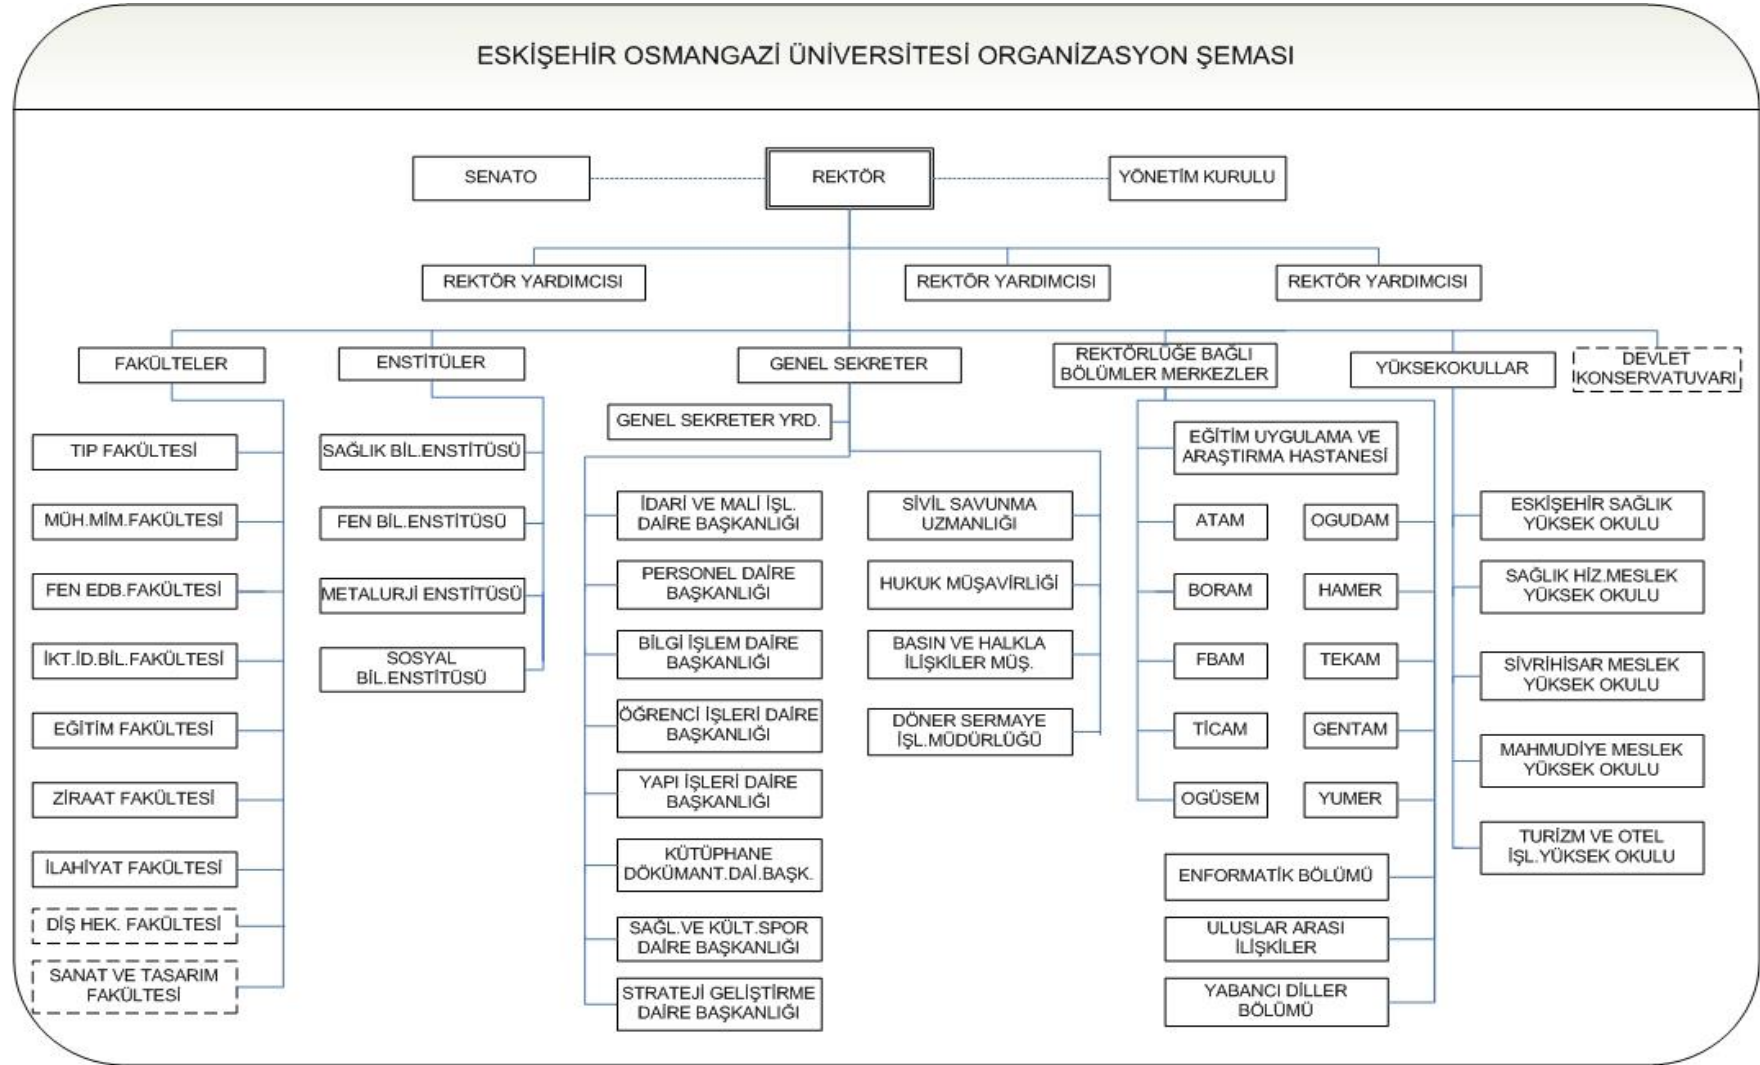 ESKİŞEHİR OSMANGAZİ ÜNİVERSİTESİ ORGANİZASYON ŞEMASI
SENATO
REKTÖR
YÖNETİM KURULU
REKTÖR YARDIMCISI
REKTÖR YARDIMCISI
REKTÖR YARDIMCISI
FAKÜLTELER
ENSTİTÜLER
GENEL SEKRETER
REKTÖRLÜĞE BAĞLI
BÖLÜMLER MERKEZLER
YÜKSEKOKULLAR
DEVLET
KONSERVATUVARI
TIP FAKÜLTESİ
MÜH.MİM.FAKÜLTESİ
FEN EDB.FAKÜLTESİ
İKT.İD.BİL.FAKÜLTESİ
EĞİTİM FAKÜLTESİ
ZİRAAT FAKÜLTESİ
İLAHİYAT FAKÜLTESİ
DİŞ HEK. FAKÜLTESİ
SANAT VE TASARIM
FAKÜLTESİ
SAĞLIK BİL.ENSTİTÜSÜ
FEN BİL.ENSTİTÜSÜ
METALURJİ ENSTİTÜSÜ
SOSYAL
BİL.ENSTİTÜSÜ
GENEL SEKRETER YRD.
İDARİ VE MALİ İŞL.
DAİRE BAŞKANLIĞI
PERSONEL DAİRE
BAŞKANLIĞI
BİLGİ İŞLEM DAİRE
BAŞKANLIĞI
ÖĞRENCİ İŞLERİ DAİRE
BAŞKANLIĞI
YAPI İŞLERİ DAİRE
BAŞKANLIĞI
KÜTÜPHANE
DÖKÜMANT.DAİ.BAŞK.
SAĞL.VE KÜLT.SPOR
DAİRE BAŞKANLIĞI
STRATEJİ GELİŞTİRME
DAİRE BAŞKANLIĞI
SİVİL SAVUNMA
UZMANLIĞI
HUKUK MÜŞAVİRLİĞİ
BASIN VE HALKLA
İLİŞKİLER MÜŞ.
DÖNER SERMAYE
İŞL.MÜDÜRLÜĞÜ
EĞİTİM UYGULAMA VE
ARAŞTIRMA HASTANESİ
ATAM
BORAM
FBAM
TİCAM
OGÜSEM
OGUDAM
HAMER
TEKAM
GENTAM
YUMER
ENFORMATİK BÖLÜMÜ
ULUSLAR ARASI
İLİŞKİLER
YABANCI DİLLER
BÖLÜMÜ
ESKİŞEHİR SAĞLIK
YÜKSEK OKULU
SAĞLIK HİZ.MESLEK
YÜKSEK OKULU
SİVRİHİSAR MESLEK
YÜKSEK OKULU
MAHMUDİYE MESLEK
YÜKSEK OKULU
TURİZM VE OTEL
İŞL.YÜKSEK OKULU